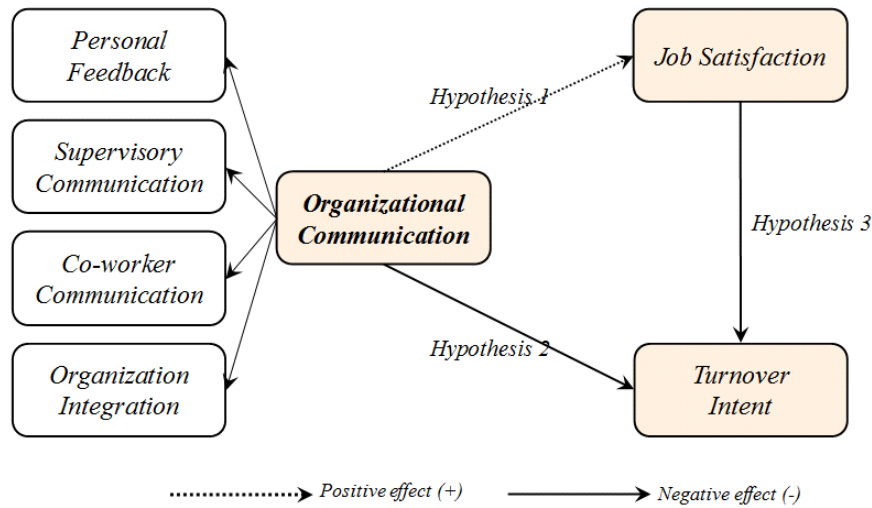 Personal
Feedback
Supervisory
Communication
Co-worker
Communication
Organization
Integration
Organizational
Communication
Hypothesis 1
Hypothesis 2
Job Satisfaction
Hypothesis 3
Turnover
Intent
Positive effect (+)
Negative effect (-)